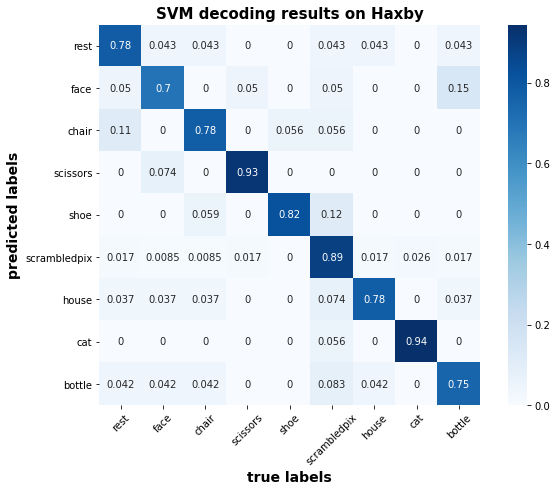 SVM decoding results on Haxby
predicted labels
rest 0.78 0.043 0.043 0 0 0.043 0.043 0 0.043
face 0.05 0.7 0 0.05 0 0.05 0 0 0.15
chair 0.11 0 0.78 0 0.056 0.056 0 0 0
scissors 0 0.074 0 0.93 0 0 0 0 0
shoe 0 0 0.059 0 0.82 0.12 0 0 0
scrambledpix 0.017 0.0085 0.0085 0.017 0 0.89 0.017 0.026 0.017
house 0.037 0.037 0.037 0 0 0.074 0.78 0 0.037
cat 0 0 0 0 0 0.056 0 0.94 0
bottle 0.042 0.042 0.042 0 0 0.083 0.042 0 0.75
rest face chair scissors shoe scrambledpix house cat bottle
true labels
0.8
0.6
0.4
0.2
0.0